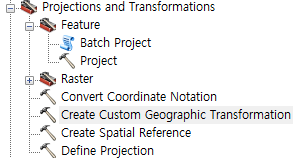 Projections and Transformations
Feature
Batch Project
Project
Raster
Convert Coordinate Notation
Create Custom Geographic Transformation
Create Spatial Reference
Define Projection